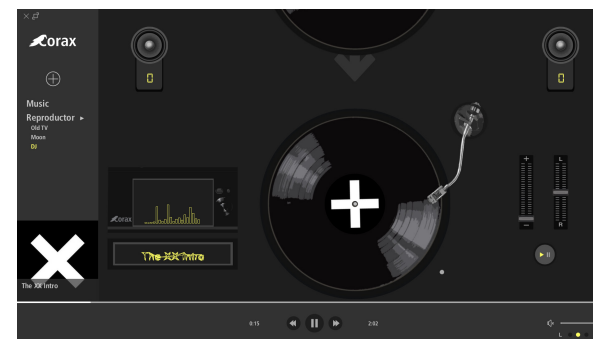 Corax
Music
Reproductor
Old TV
Moon
DJ
0
0
Corax
The XX Intro
+
−
L
R
The XX Intro
0:15
2:02
L